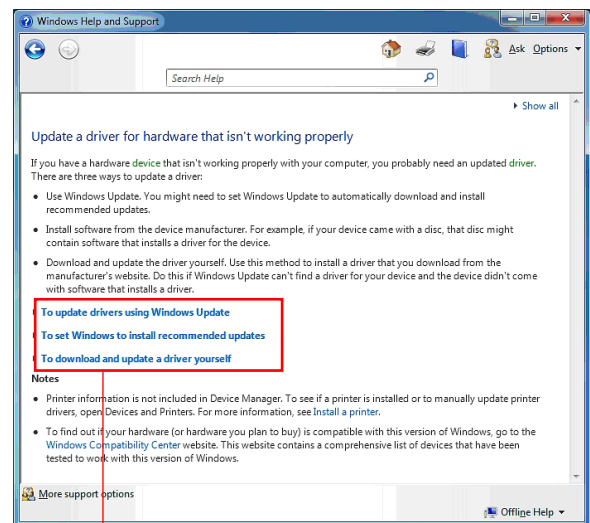 Windows Help and Support
Ask Options
Search Help
Show all
Update a driver for hardware that isn't working properly
If you have a hardware device that isn't working properly with your computer, you probably need an updated driver.
There are three ways to update a driver:
• Use Windows Update. You might need to set Windows Update to automatically download and install
recommended updates.
• Install software from the device manufacturer. For example, if your device came with a disc, that disc might
contain software that installs a driver for the device.
• Download and update the driver yourself. Use this method to install a driver that you download from the
manufacturer's website. Do this if Windows Update can't find a driver for your device and the device didn't come
with software that installs a driver.
To update drivers using Windows Update
To set Windows to install recommended updates
To download and update a driver yourself
Notes
• Printer information is not included in Device Manager. To see if a printer is installed or to manually update printer
drivers, open Devices and Printers. For more information, see Install a printer.
• To find out if your hardware (or hardware you plan to buy) is compatible with this version of Windows, go to the
Windows Compatibility Center website. This website contains a comprehensive list of devices that have been
tested to work with this version of Windows.
More support options
Offline Help